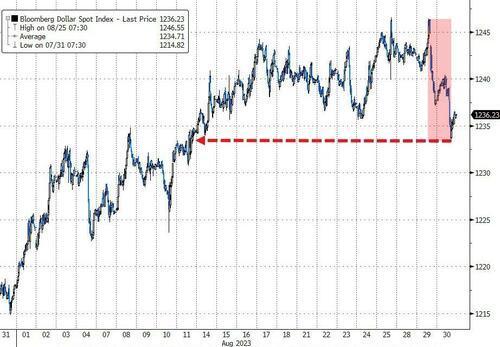 Bloomberg Dollar Spot Index - Last Price 1236.23
High on 08/25 07:30 1246.55
Average 1234.71
Low on 07/31 07:30 1214.82
1245
1240
1236.23
1235
1230
1225
1220
1215
31 01 02 03 04 07 08 09 10 11 14 15 16 17 18 21 22 23 24 25 28 29 30
Aug 2023